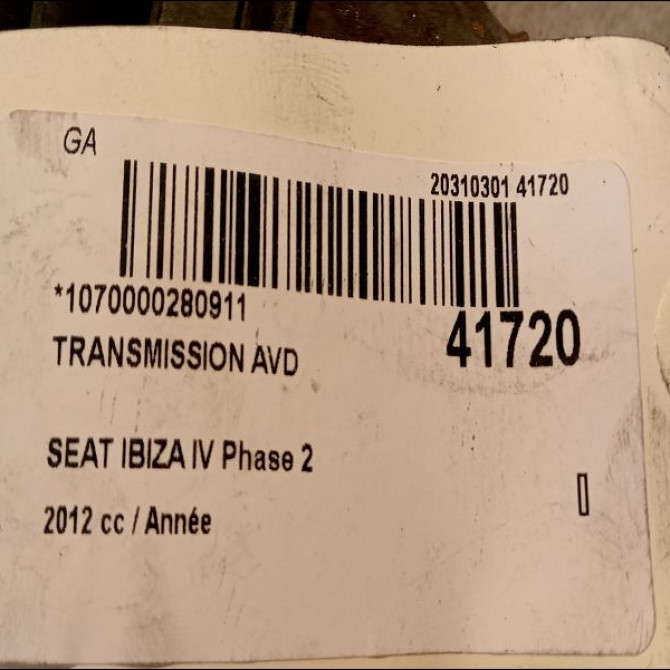 GA
20310301 41720
*1070000280911
41720
TRANSMISSION AVD
SEAT IBIZA IV Phase 2
2012 cc / Année